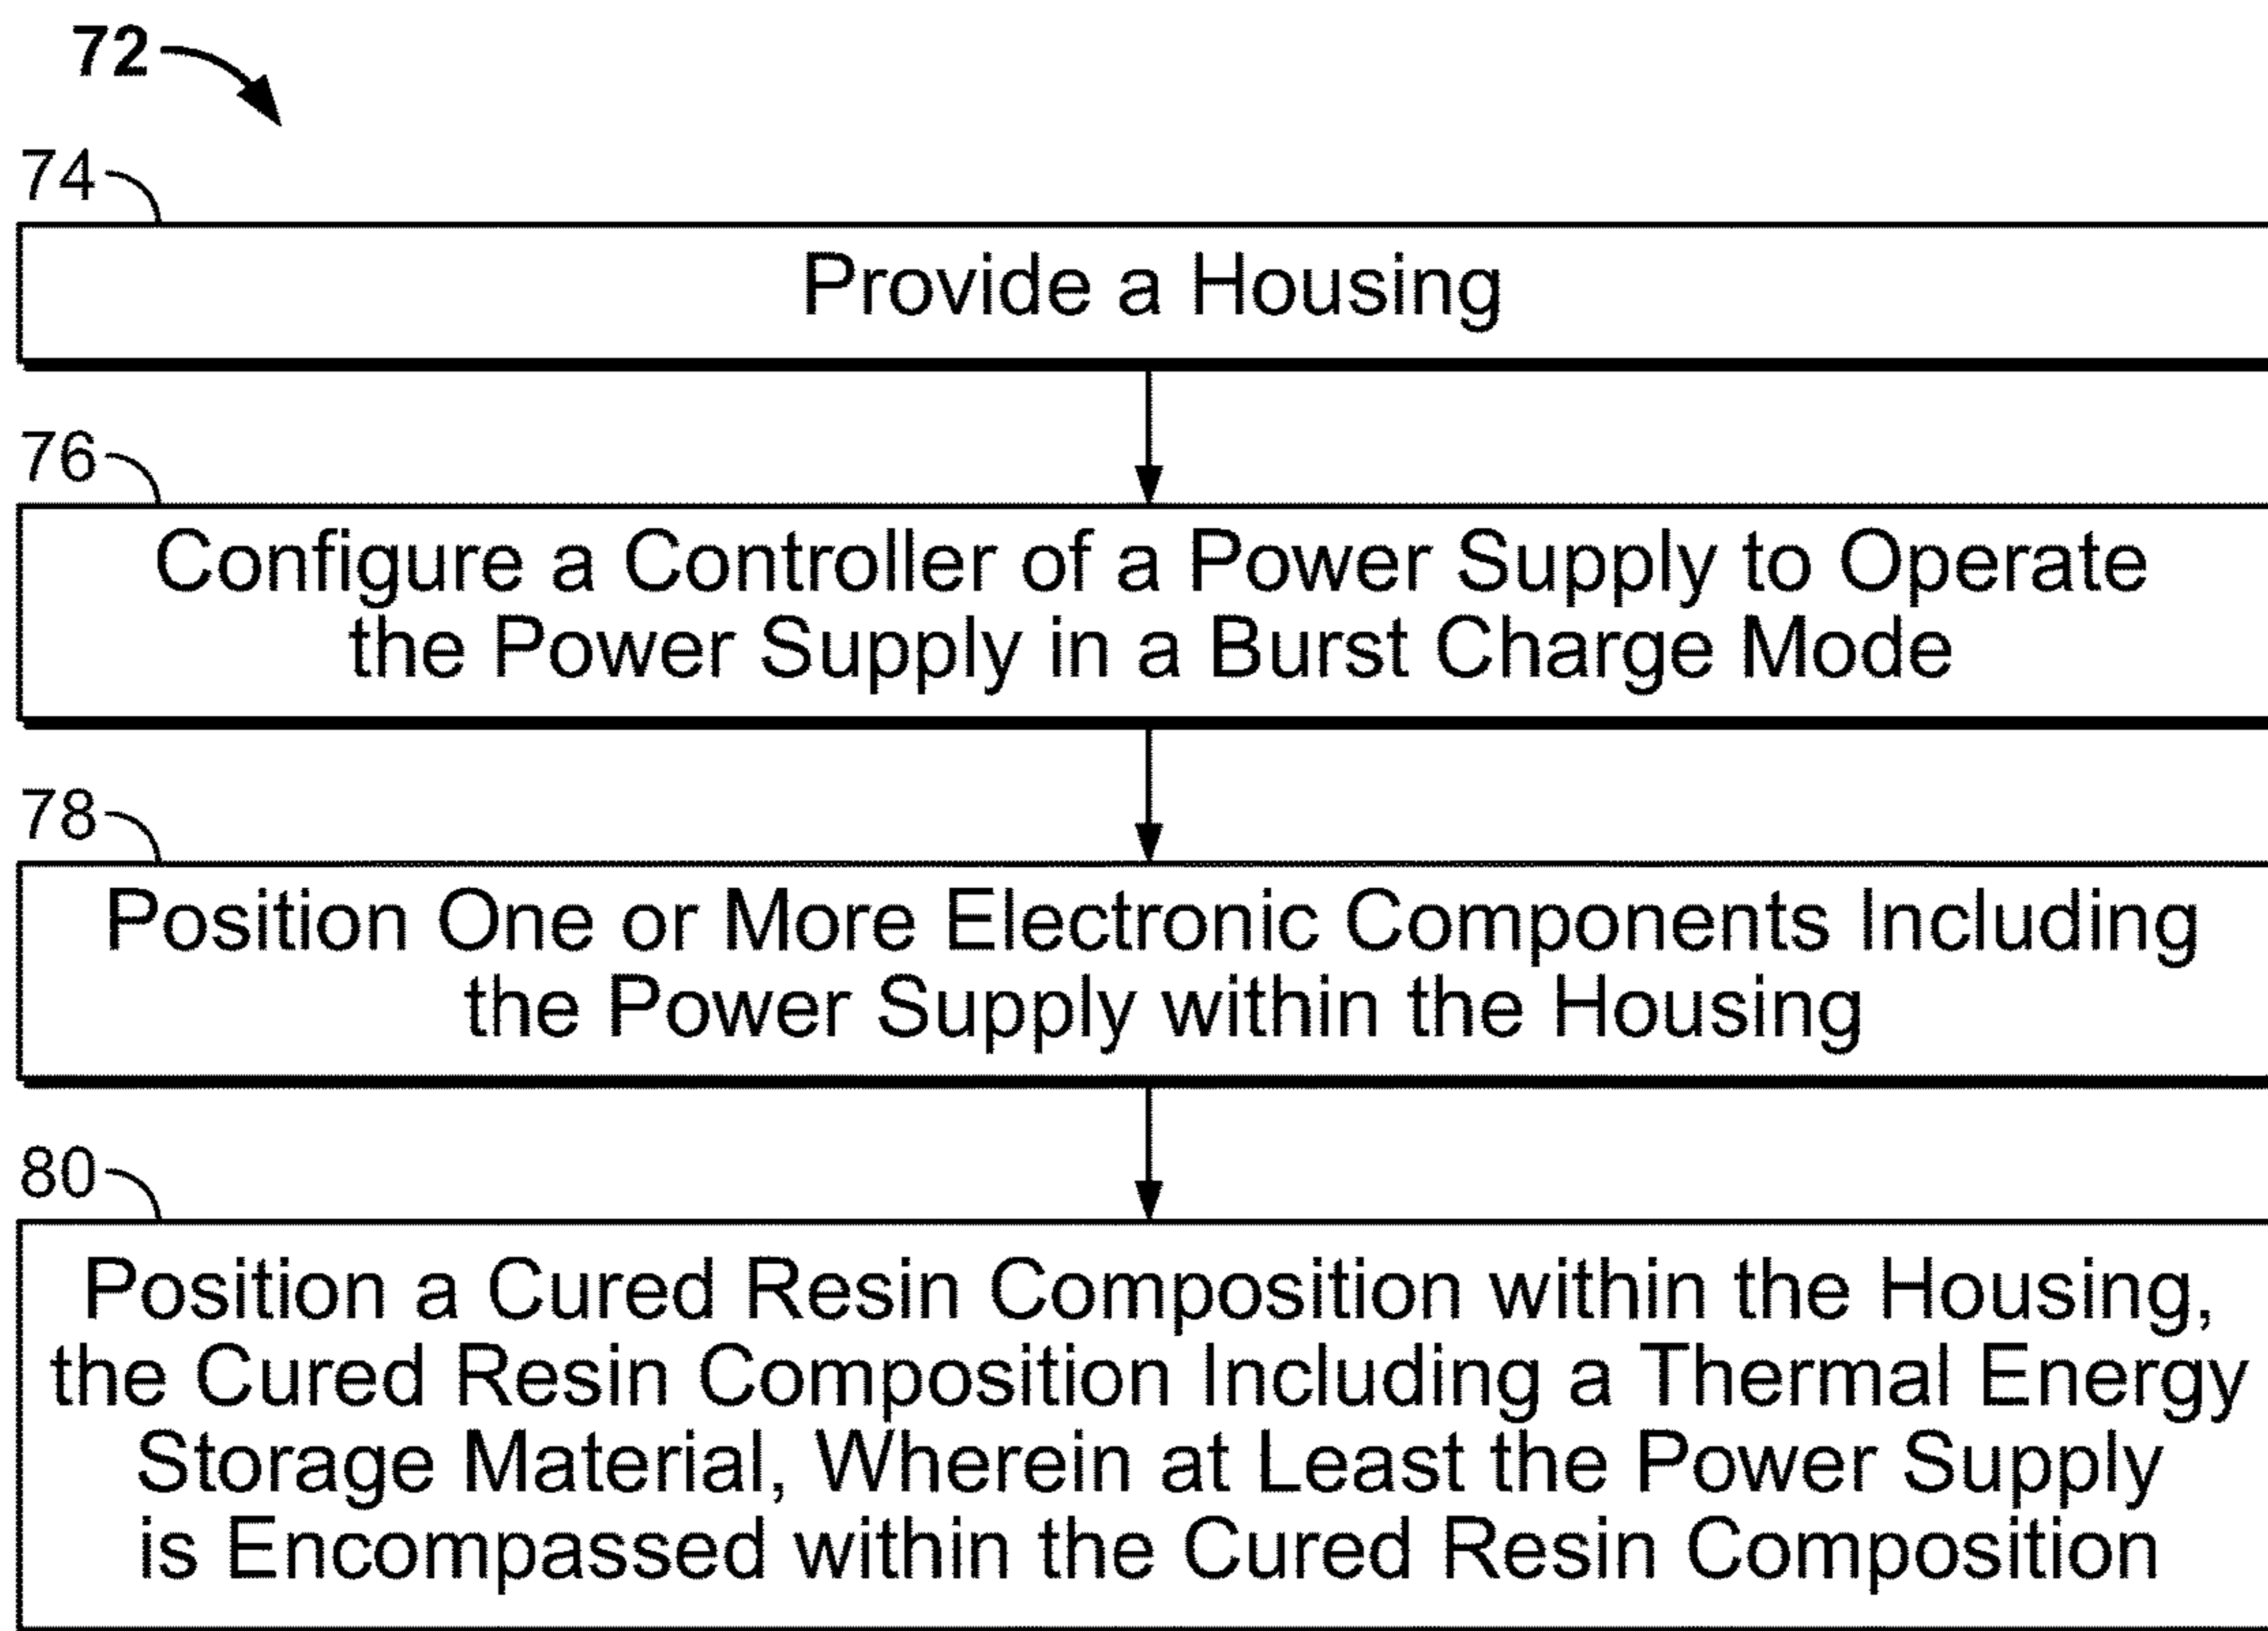 72
74
Provide a Housing
76
Configure a Controller of a Power Supply to Operate
the Power Supply in a Burst Charge Mode
78
Position One or More Electronic Components Including
the Power Supply within the Housing
80
Position a Cured Resin Composition within the Housing,
the Cured Resin Composition Including a Thermal Energy
Storage Material, Wherein at Least the Power Supply
is Encompassed within the Cured Resin Composition